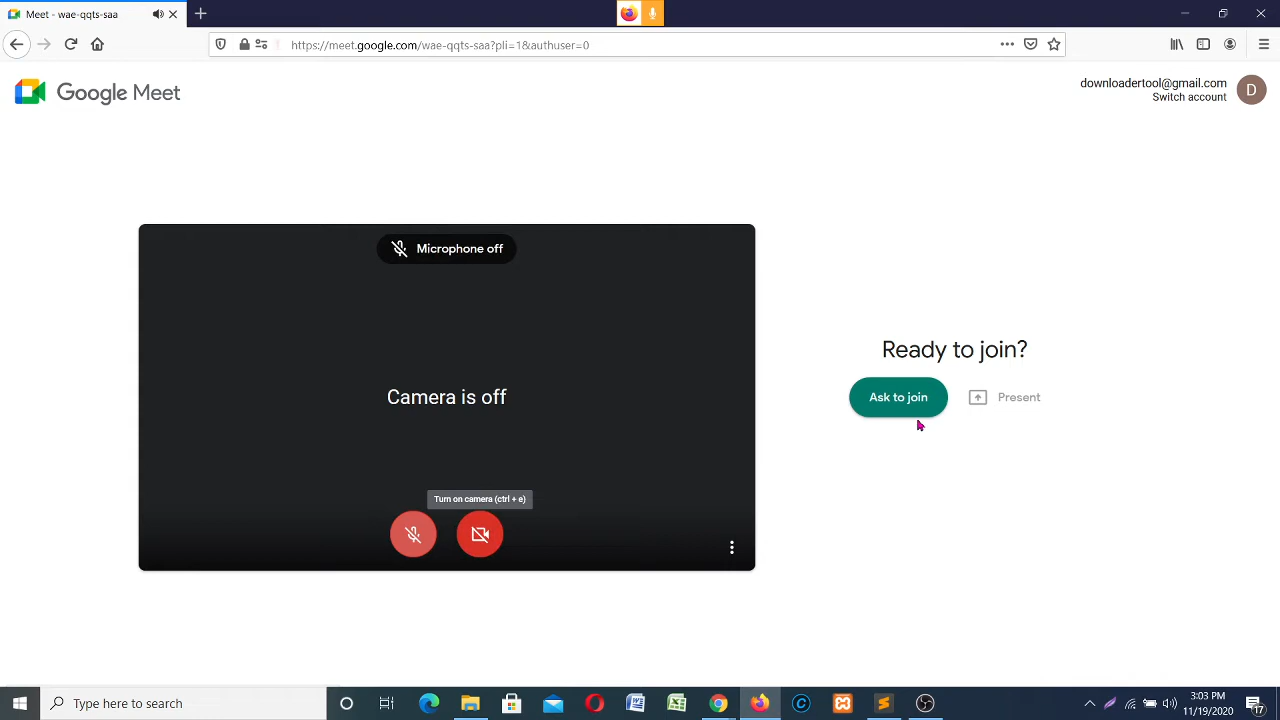 Meet - wae-qqts-saa
https://meet.google.com/wae-qqts-saa?pli=1&authuser=0
Google Meet
downloadertool@gmail.com
Switch account
D
Microphone off
Camera is off
Ready to join?
Ask to join
Present
Turn on camera (ctrl + e)
Type here to search
3:03 PM
11/19/2020
17